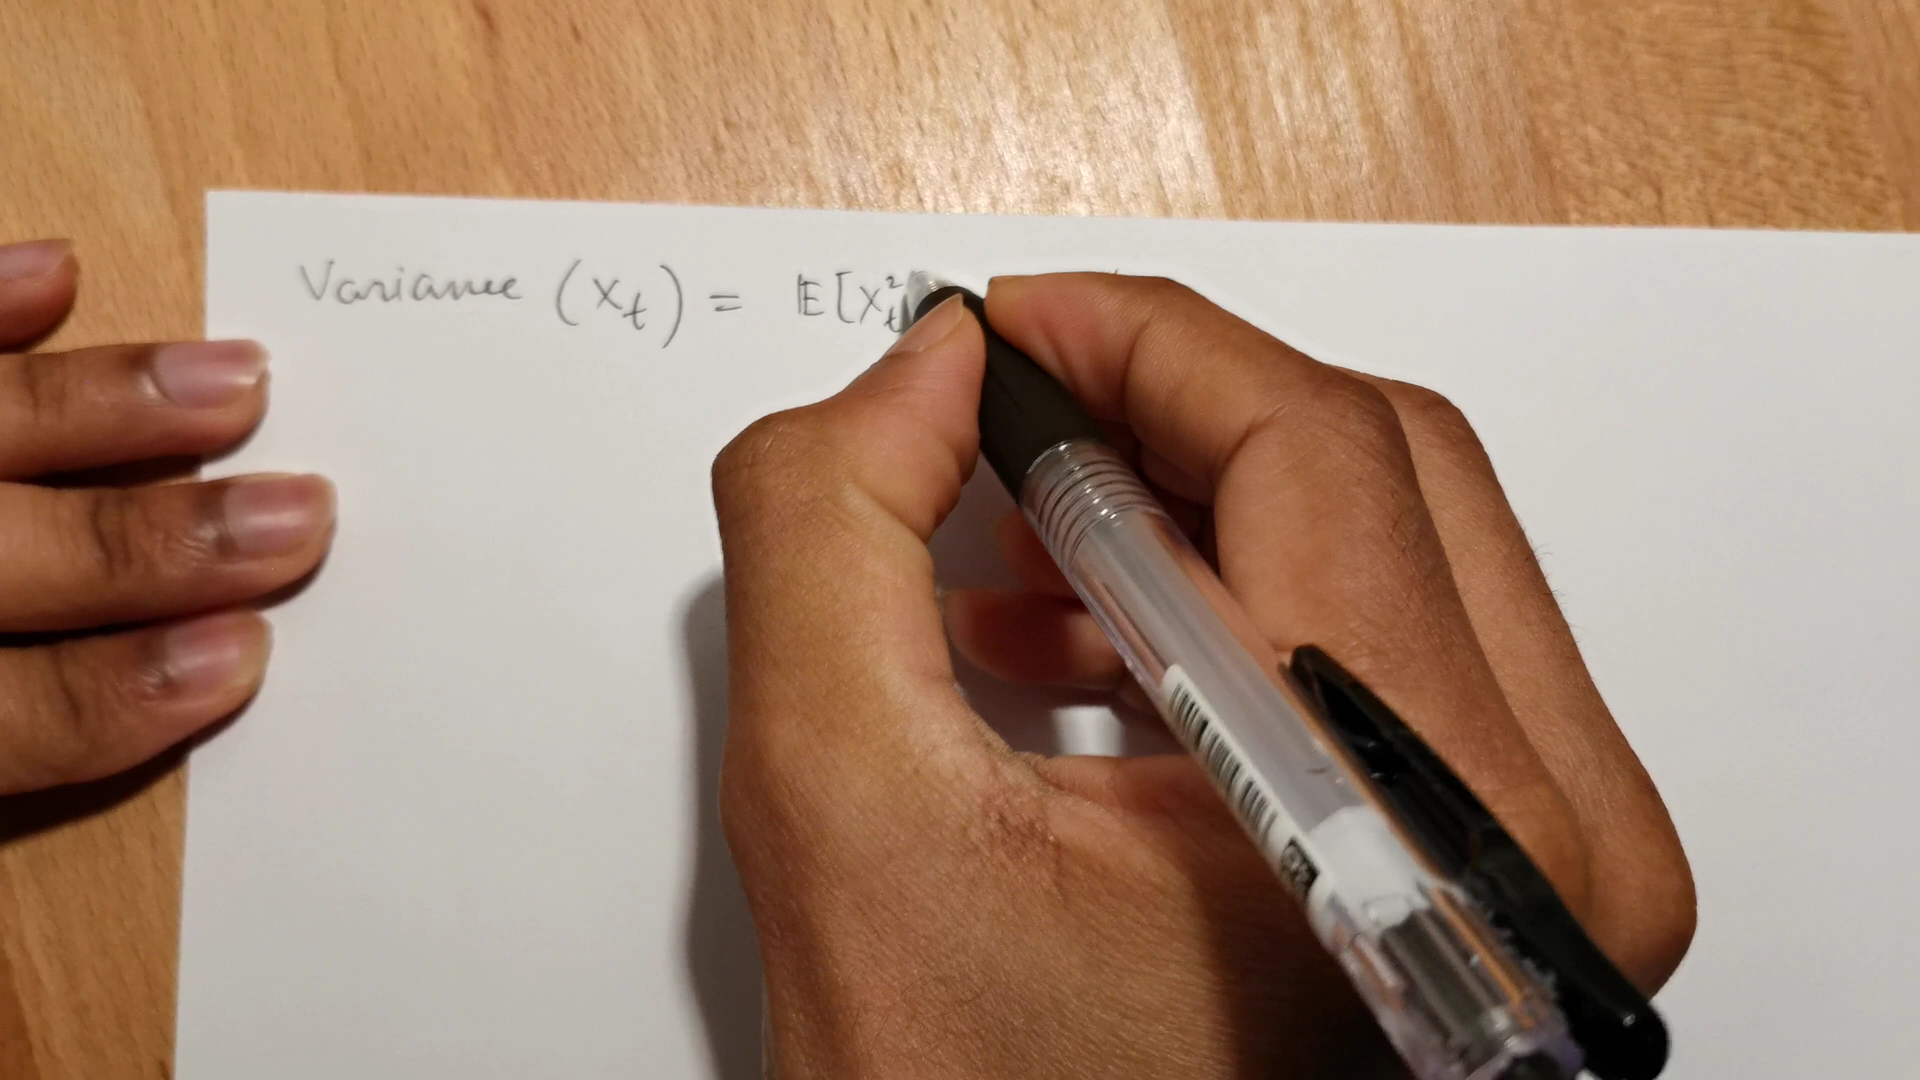 Variance (X_t) = 𝔼[X_t^2